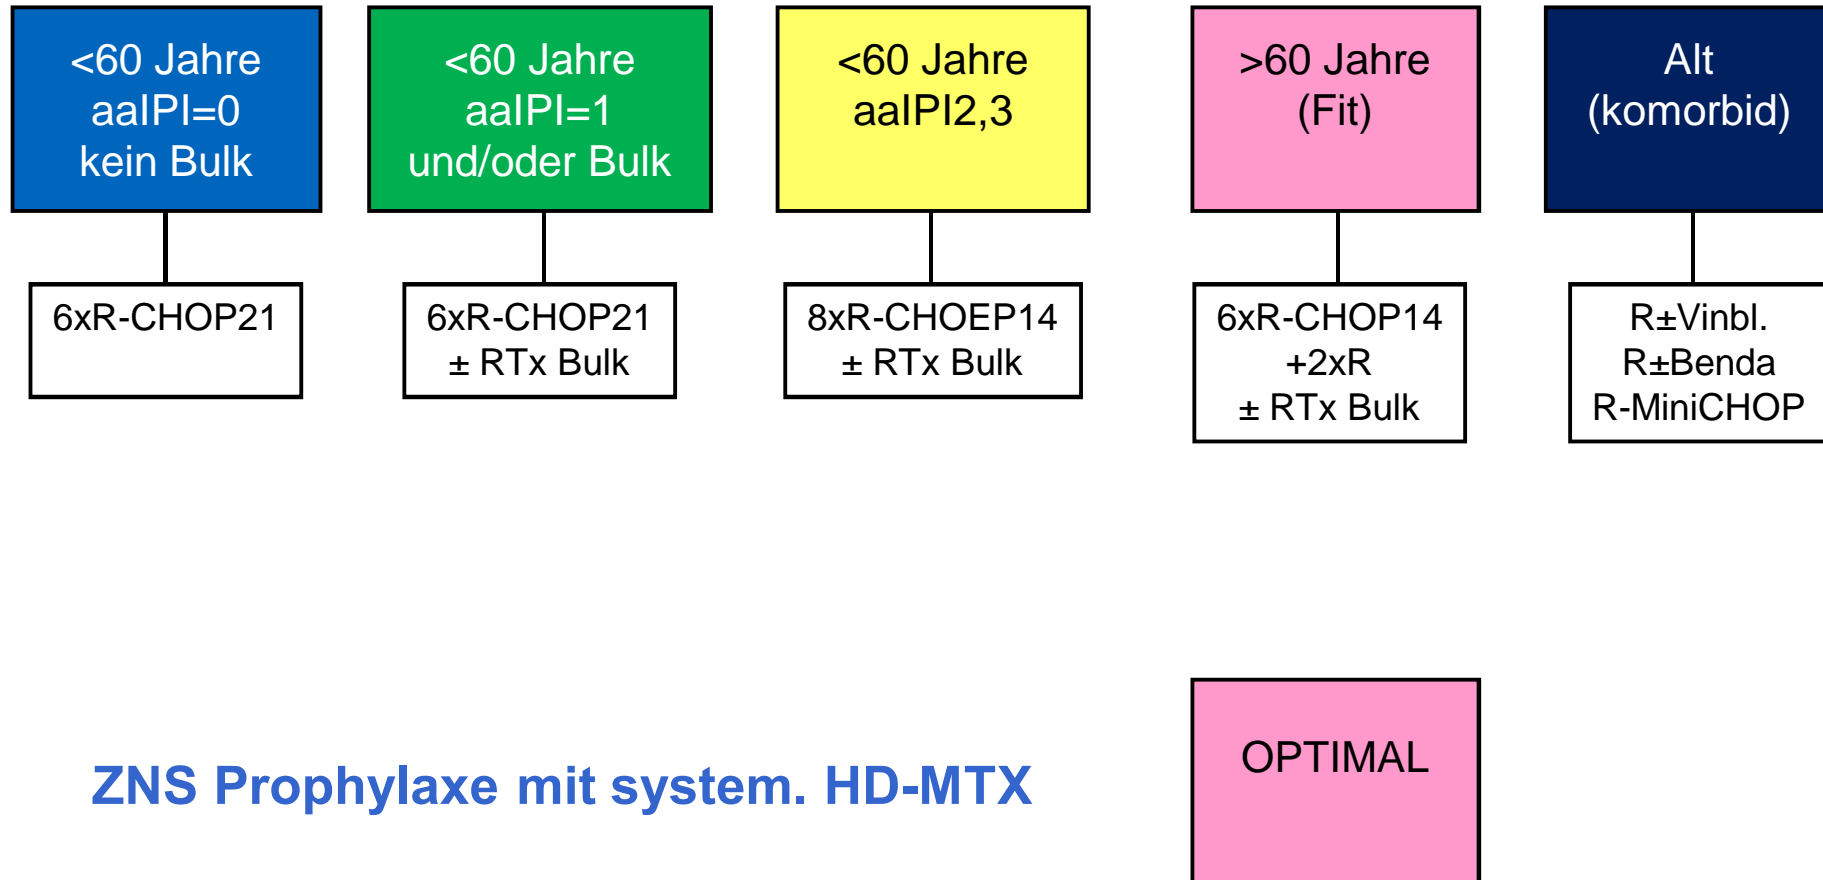 <60 Jahre
aaIPI=0
kein Bulk
<60 Jahre
aaIPI=1
und/oder Bulk
<60 Jahre
aaIPI2,3
>60 Jahre
(Fit)
Alt
(komorbid)
6xR-CHOP21
6xR-CHOP21
± RTx Bulk
8xR-CHOEP14
± RTx Bulk
6xR-CHOP14
+2xR
± RTx Bulk
R±Vinbl.
R±Benda
R-MiniCHOP
OPTIMAL
ZNS Prophylaxe mit system. HD-MTX